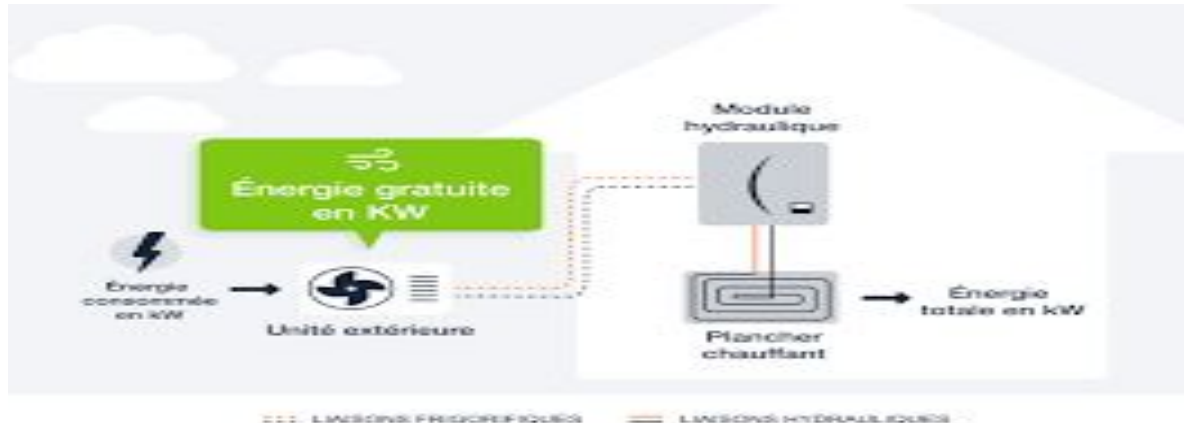 Module
hydraulique
Énergie gratuite
en KW
Énergie
consommée
en kW
Unité extérieure
Plancher
chauffant
Énergie
totale en kW
LIAISONS FRIGORIFIQUES
LIAISONS HYDRAULIQUES